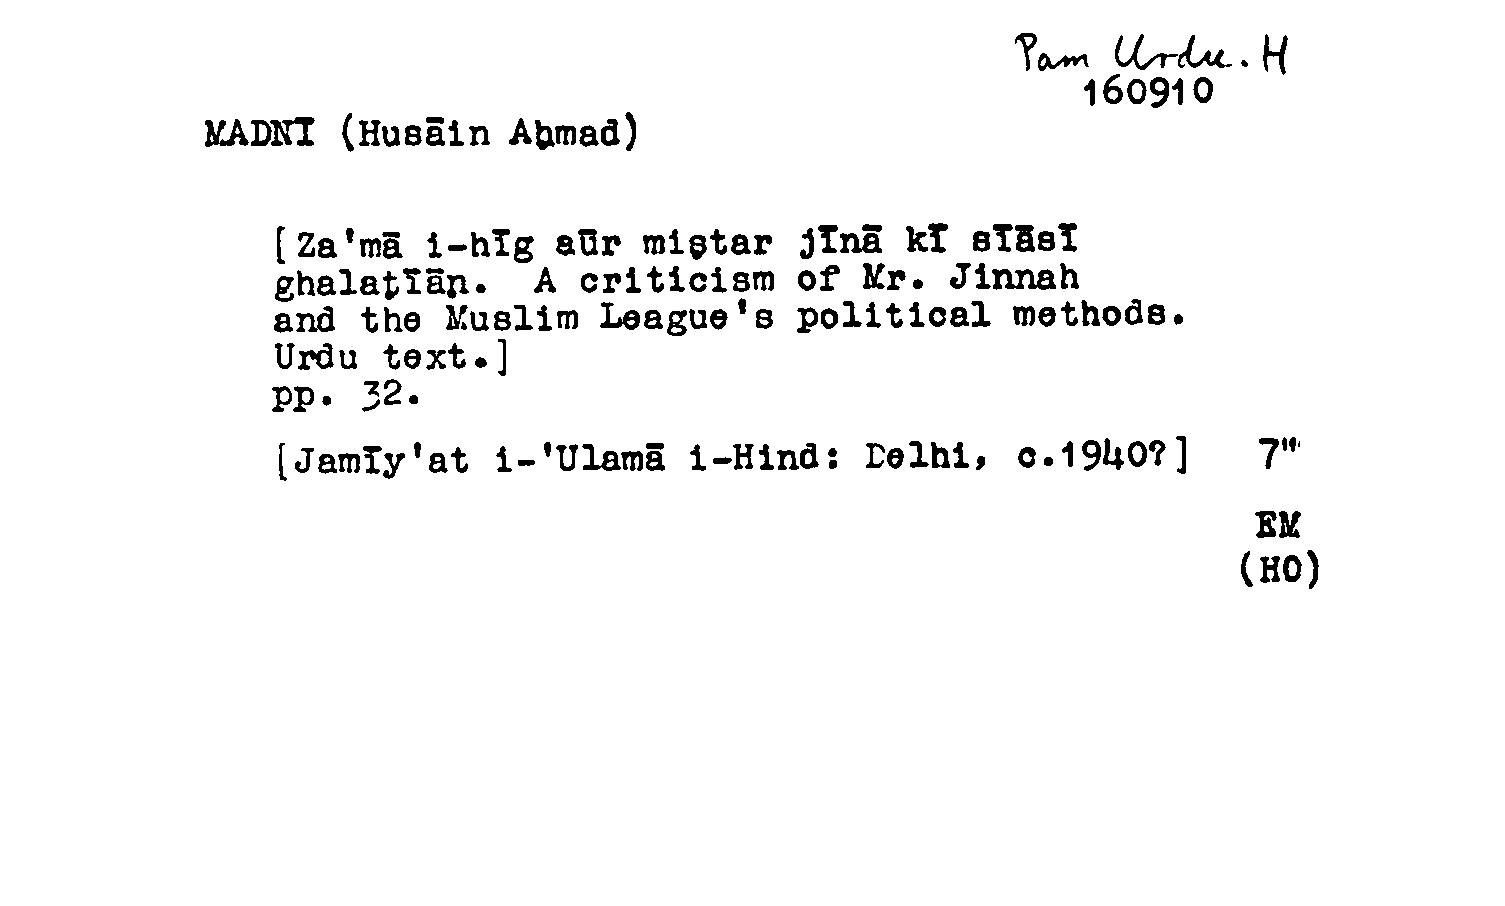 Pam Urdu. H
160910
MADNĪ (Husāin Aḥmad)
[Za'mā i-hīg aūr misṭar jīnā kī sīāsī
ghalaṭīāṇ. A criticism of Mr. Jinnah
and the Muslim League's political methods.
Urdu text.]
pp. 32.
[Jamīy'at i-'Ulamā i-Hind: Delhi, c.1940?] 7"
EM
(HO)